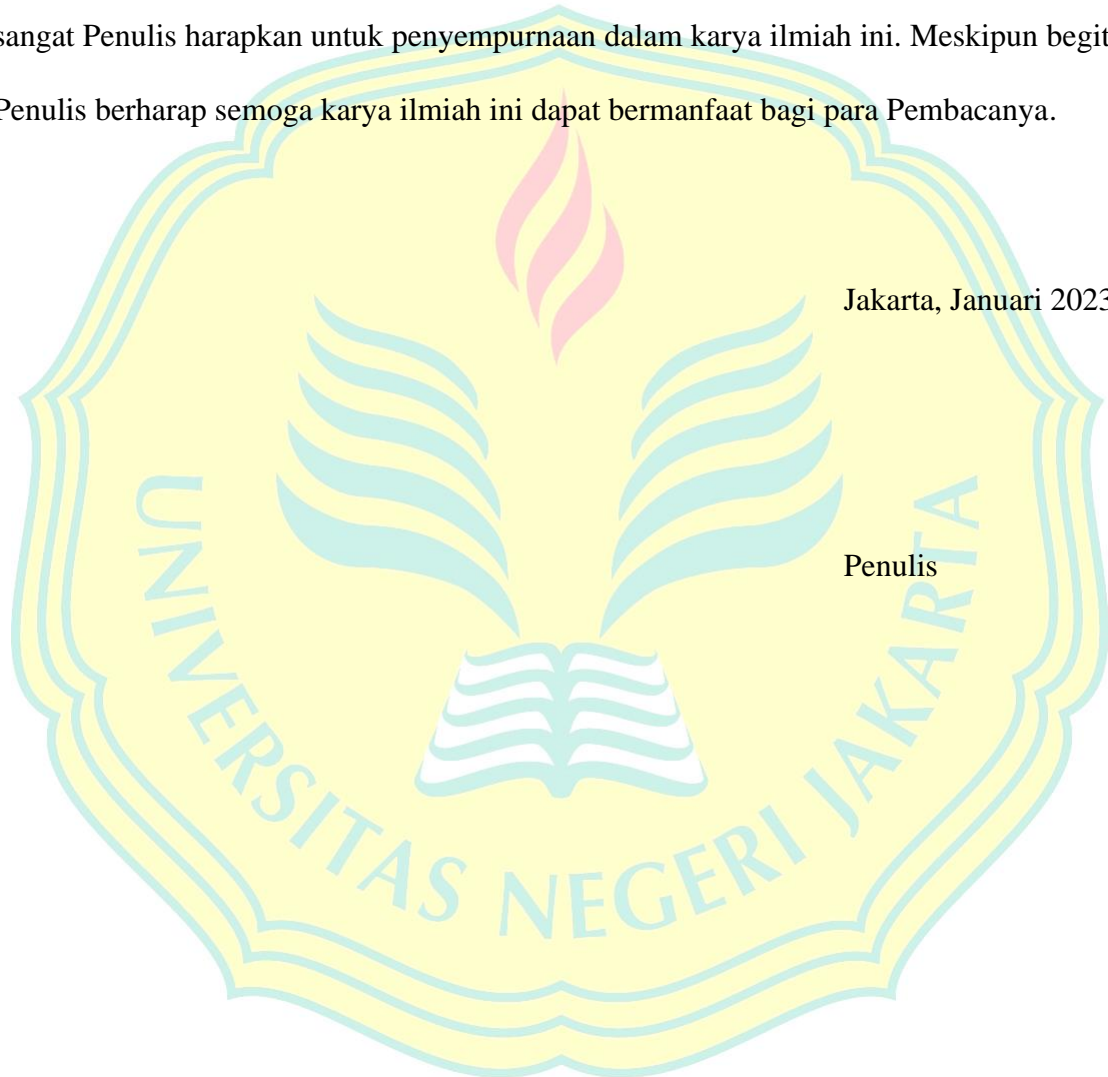 sangat Penulis harapkan untuk penyempurnaan dalam karya ilmiah ini. Meskipun begit
Penulis berharap semoga karya ilmiah ini dapat bermanfaat bagi para Pembacanya.
Jakarta, Januari 2023
Penulis
UNIVERSITAS NEGERI JAKARTA